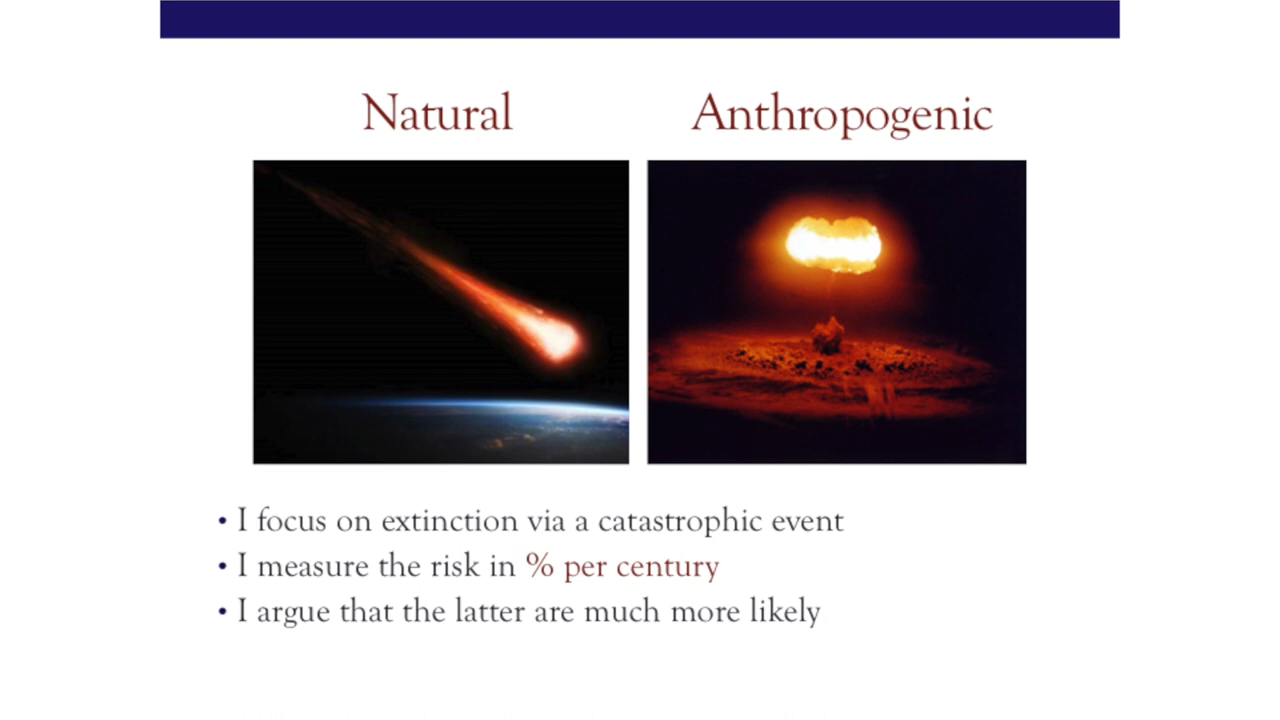 Natural
Anthropogenic
• I focus on extinction via a catastrophic event
• I measure the risk in % per century
• I argue that the latter are much more likely